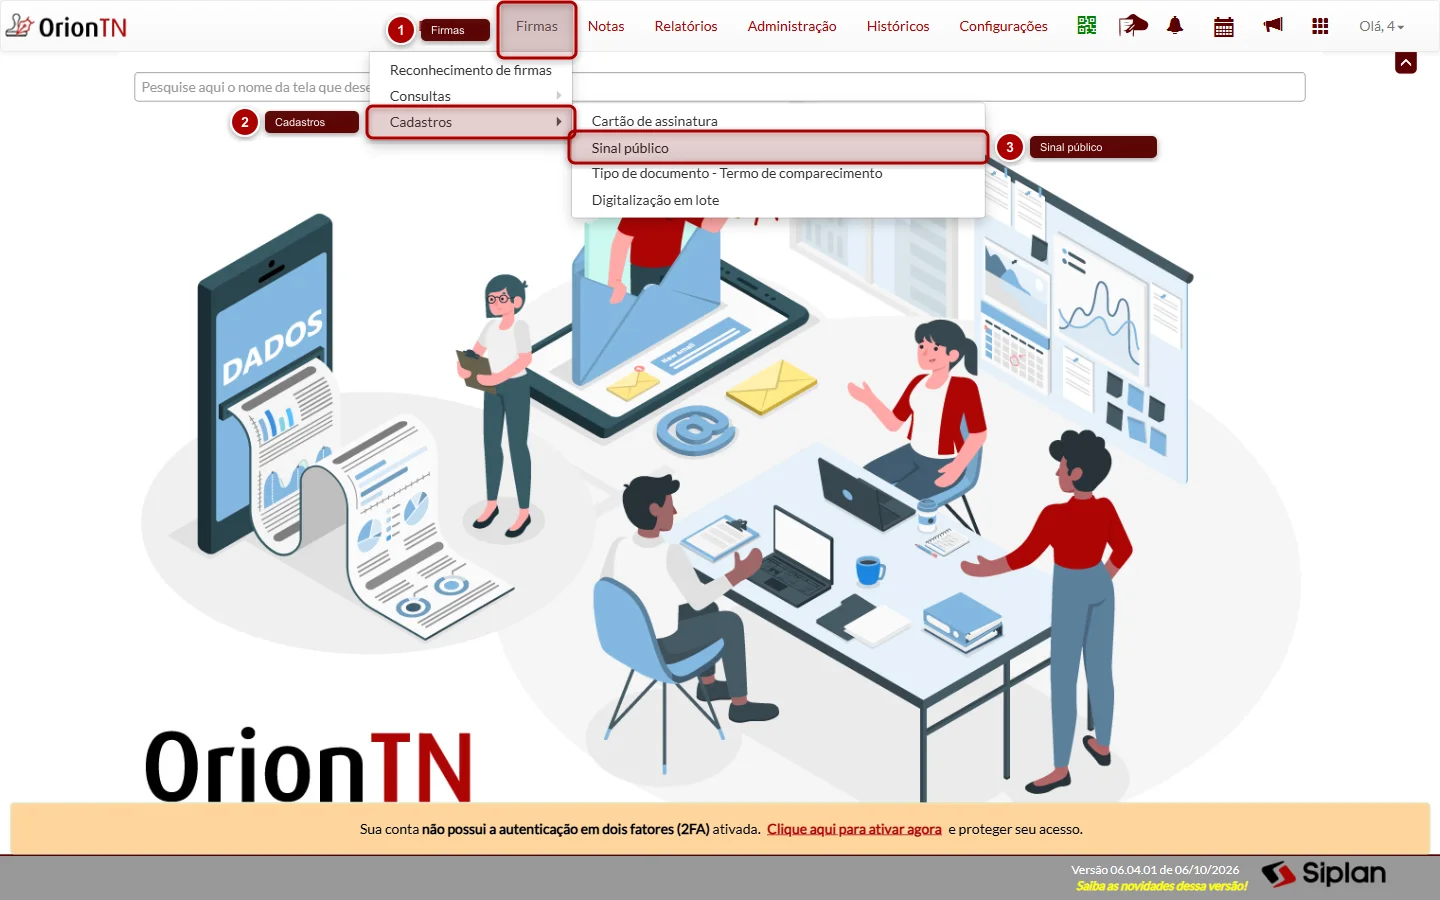 OrionTN
1
Firmas
Firmas
Notas
Relatórios
Administração
Históricos
Configurações
Olá, 4
Pesquise aqui o nome da tela que dese
Reconhecimento de firmas
Consultas
2
Cadastros
Cadastros
Cartão de assinatura
Sinal público
3
Sinal público
Tipo de documento - Termo de comparecimento
Digitalização em lote
DADOS
New email
@
OrionTN
Sua conta não possui a autenticação em dois fatores (2FA) ativada. Clique aqui para ativar agora e proteger seu acesso.
Versão 06.04.01 de 06/10/2026
Saiba as novidades dessa versão!
Siplan